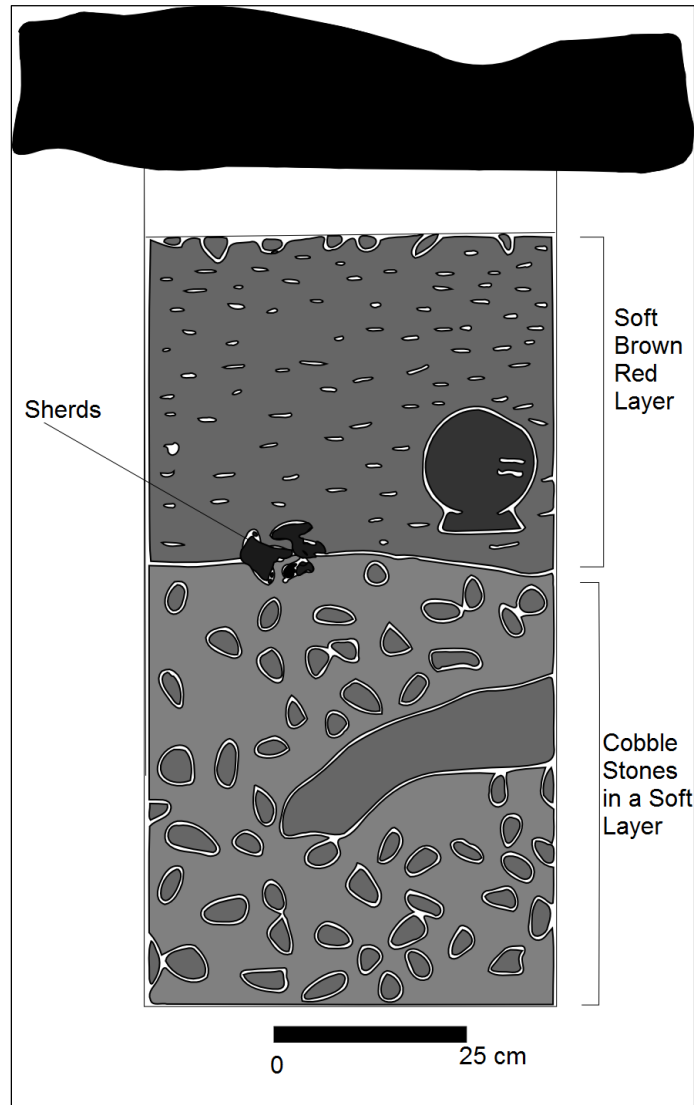 Soft
Brown
Red
Layer
Sherds
Cobble
Stones
in a Soft
Layer
0
25 cm